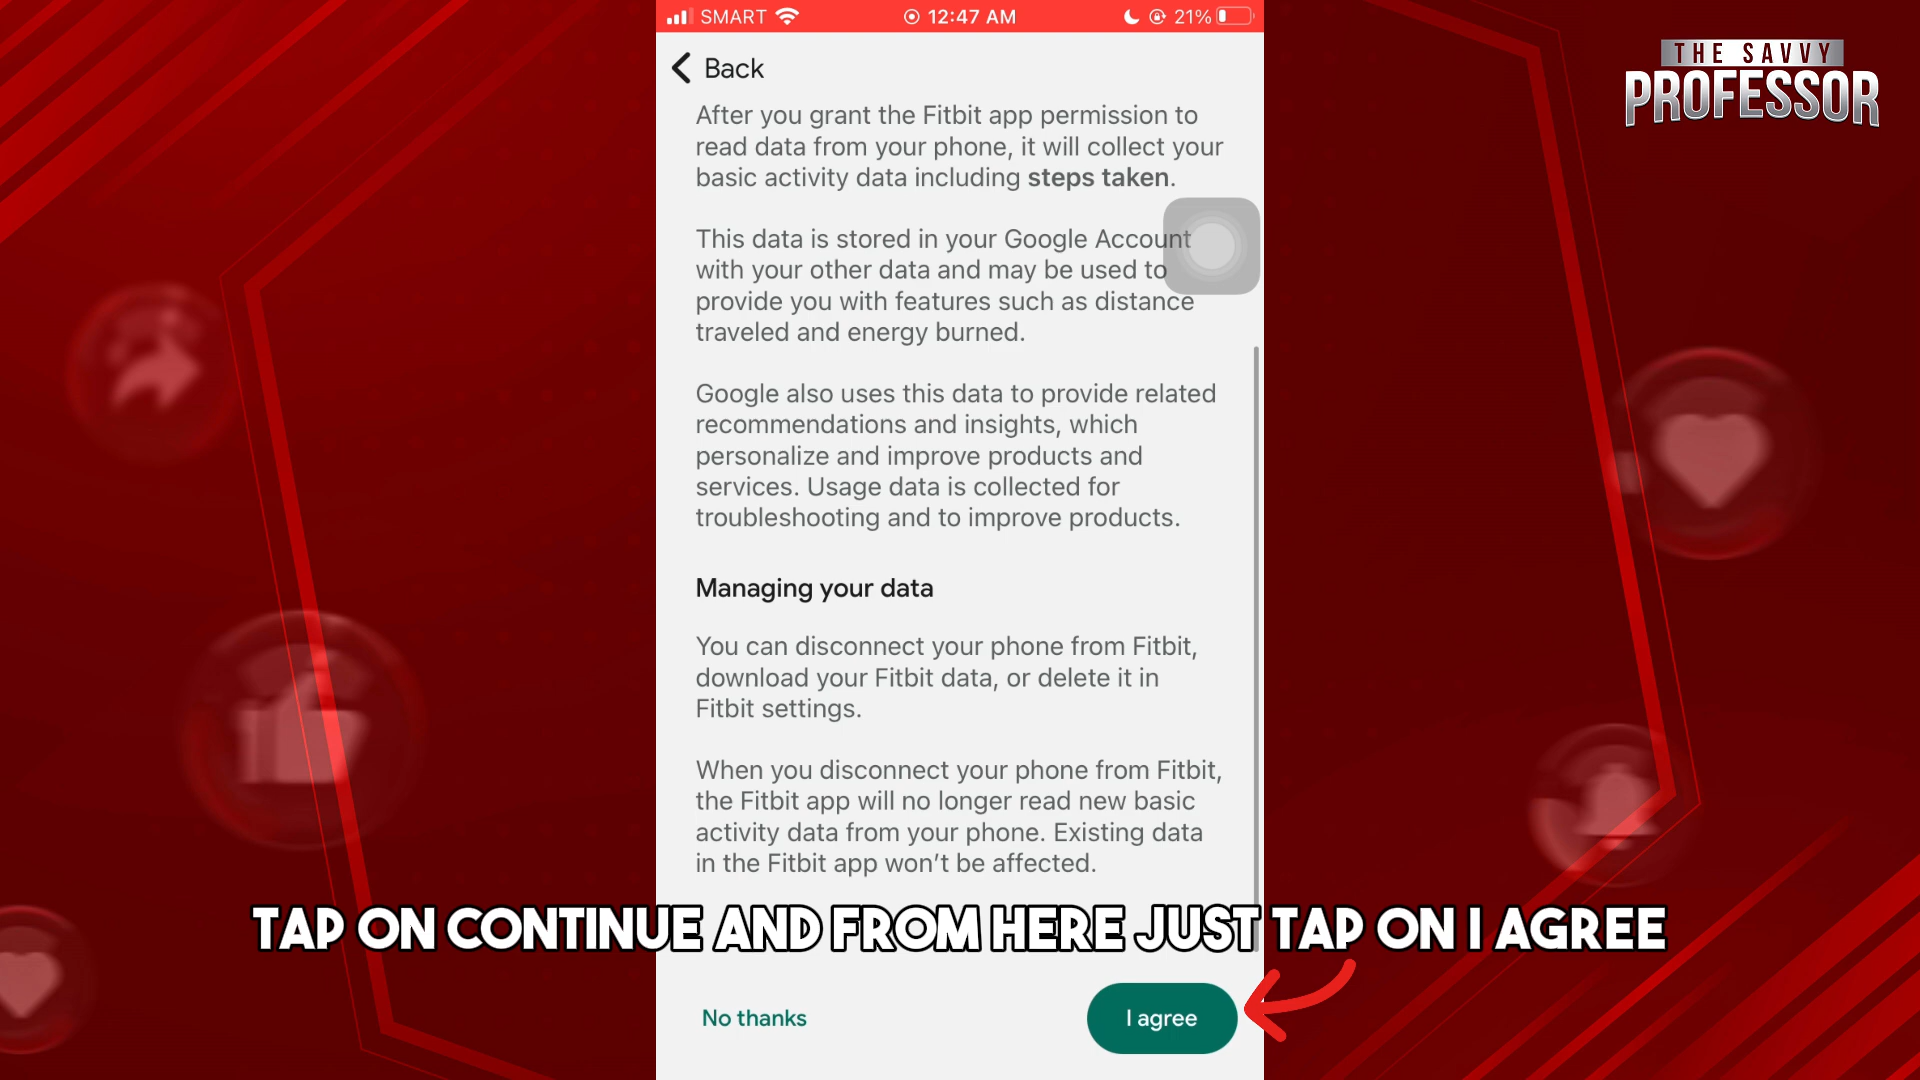 SMART 12:47 AM 21%
THE SAVVY
PROFESSOR
Back
After you grant the Fitbit app permission to
read data from your phone, it will collect your
basic activity data including steps taken.
This data is stored in your Google Account
with your other data and may be used to
provide you with features such as distance
traveled and energy burned.
Google also uses this data to provide related
recommendations and insights, which
personalize and improve products and
services. Usage data is collected for
troubleshooting and to improve products.
Managing your data
You can disconnect your phone from Fitbit,
download your Fitbit data, or delete it in
Fitbit settings.
When you disconnect your phone from Fitbit,
the Fitbit app will no longer read new basic
activity data from your phone. Existing data
in the Fitbit app won't be affected.
TAP ON CONTINUE AND FROM HERE JUST TAP ON I AGREE
No thanks
I agree